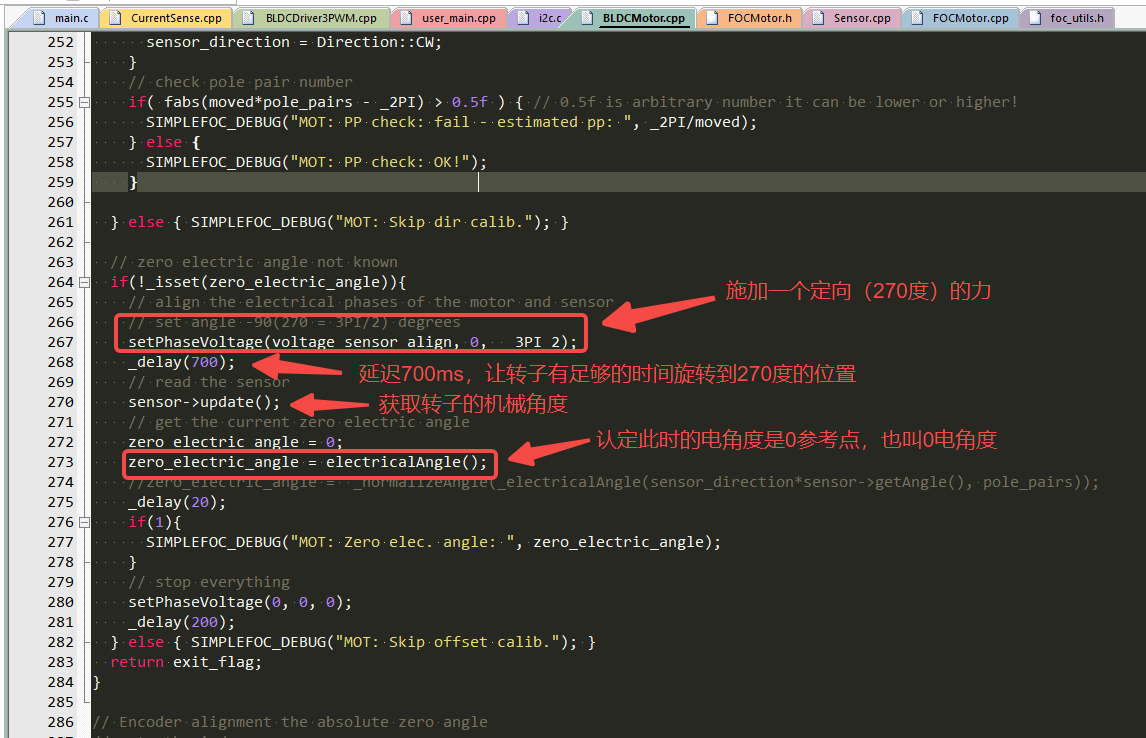 main.c CurrentSense.cpp BLDCDriver3PWM.cpp user_main.cpp i2c.c BLDCMotor.cpp FOCMotor.h Sensor.cpp FOCMotor.cpp foc_utils.h
252 sensor_direction = Direction::CW;
253 }
254 // check pole pair number
255 if( fabs(moved*pole_pairs - _2PI) > 0.5f ) { // 0.5f is arbitrary number it can be lower or higher!
256 SIMPLEFOC_DEBUG("MOT: PP check: fail - estimated pp: ", _2PI/moved);
257 } else {
258 SIMPLEFOC_DEBUG("MOT: PP check: OK!");
259 }
260
261 } else { SIMPLEFOC_DEBUG("MOT: Skip dir calib."); }
262
263 // zero electric angle not known
264 if(!_isset(zero_electric_angle)){
265 // align the electrical phases of the motor and sensor
施加一个定向（270度）的力
266 // set angle -90(270 = 3PI/2) degrees
267 setPhaseVoltage(voltage_sensor_align, 0, _3PI_2);
268 _delay(700);
延迟700ms，让转子有足够的时间旋转到270度的位置
269 // read the sensor
270 sensor->update();
获取转子的机械角度
271 // get the current zero electric angle
272 zero_electric_angle = 0;
认定此时的电角度是0参考点，也叫0电角度
273 zero_electric_angle = electricalAngle();
274 //zero_electric_angle = _normalizeAngle(_electricalAngle(sensor_direction*sensor->getAngle(), pole_pairs));
275 _delay(20);
276 if(1){
277 SIMPLEFOC_DEBUG("MOT: Zero elec. angle: ", zero_electric_angle);
278 }
279 // stop everything
280 setPhaseVoltage(0, 0, 0);
281 _delay(200);
282 } else { SIMPLEFOC_DEBUG("MOT: Skip offset calib."); }
283 return exit_flag;
284 }
285
286 // Encoder alignment the absolute zero angle